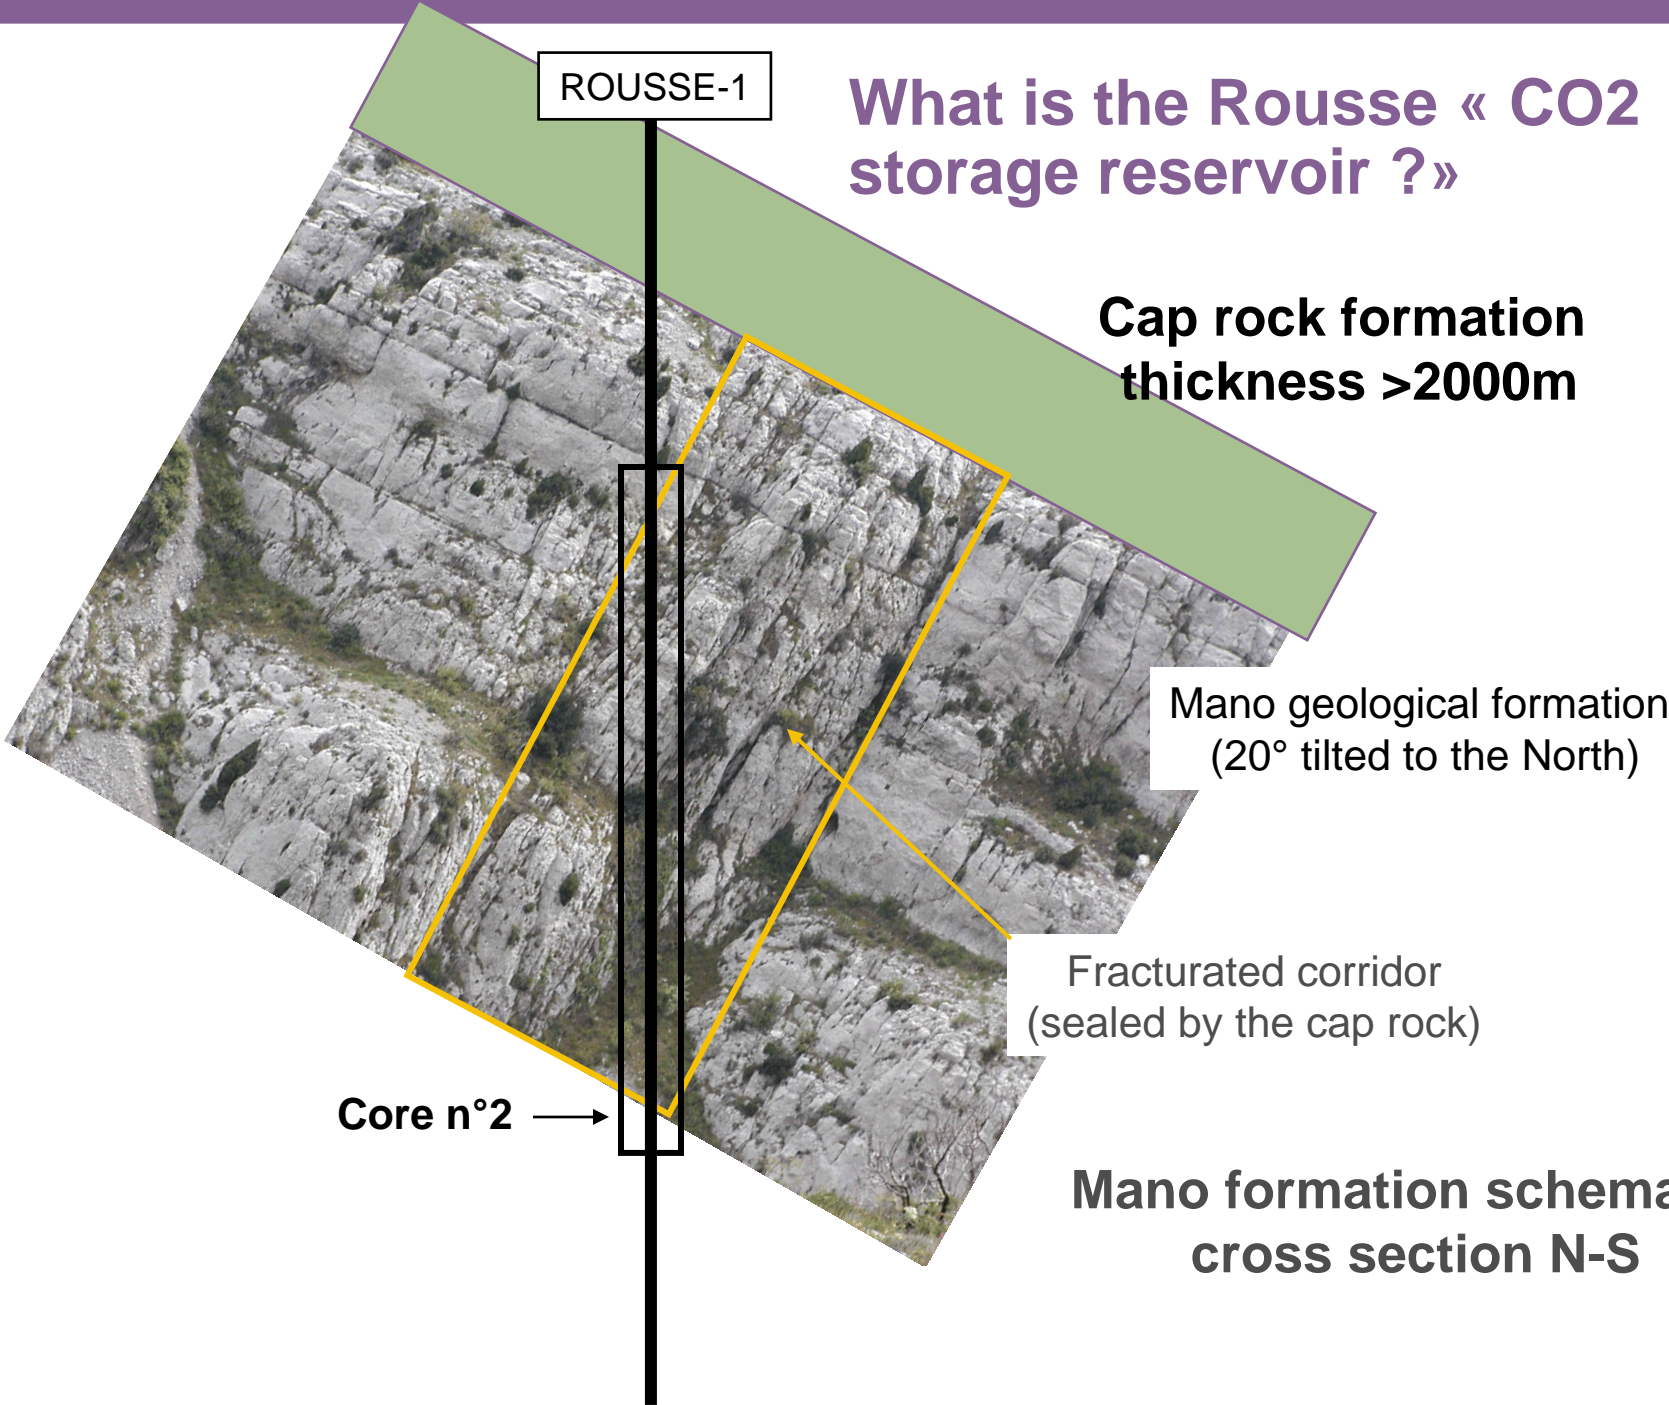 ROUSSE-1
What is the Rousse « CO2
storage reservoir ?»
Cap rock formation
thickness >2000m
Mano geological formation
(20° tilted to the North)
Fracturated corridor
(sealed by the cap rock)
Core n°2
Mano formation schema
cross section N-S